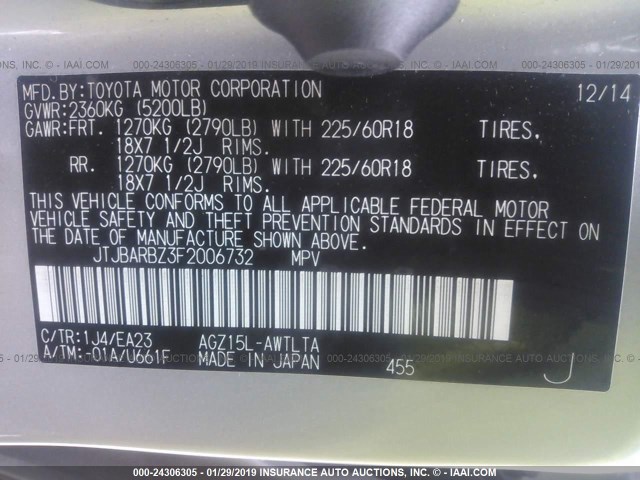 000-24306305 - 01/29/2019 INSURANCE AUTO AUCTIONS, INC. - IAAI.COM
MFD.BY:TOYOTA MOTOR CORPORATION 12/14
GVWR:2360KG (5200LB)
GAWR:FRT. 1270KG (2790LB) WITH 225/60R18 TIRES,
18X7 1/2J RIMS.
RR. 1270KG (2790LB) WITH 225/60R18 TIRES,
18X7 1/2J RIMS.
THIS VEHICLE CONFORMS TO ALL APPLICABLE FEDERAL MOTOR
VEHICLE SAFETY AND THEFT PREVENTION STANDARDS IN EFFECT ON
THE DATE OF MANUFACTURE SHOWN ABOVE.
JTJBARBZ3F2006732 MPV
C/TR:1J4/EA23 AGZ15L-AWTLTA
A/TM:-01A/U661F MADE IN JAPAN 455 J
000-24306305 - 01/29/2019 INSURANCE AUTO AUCTIONS, INC. - IAAI.COM